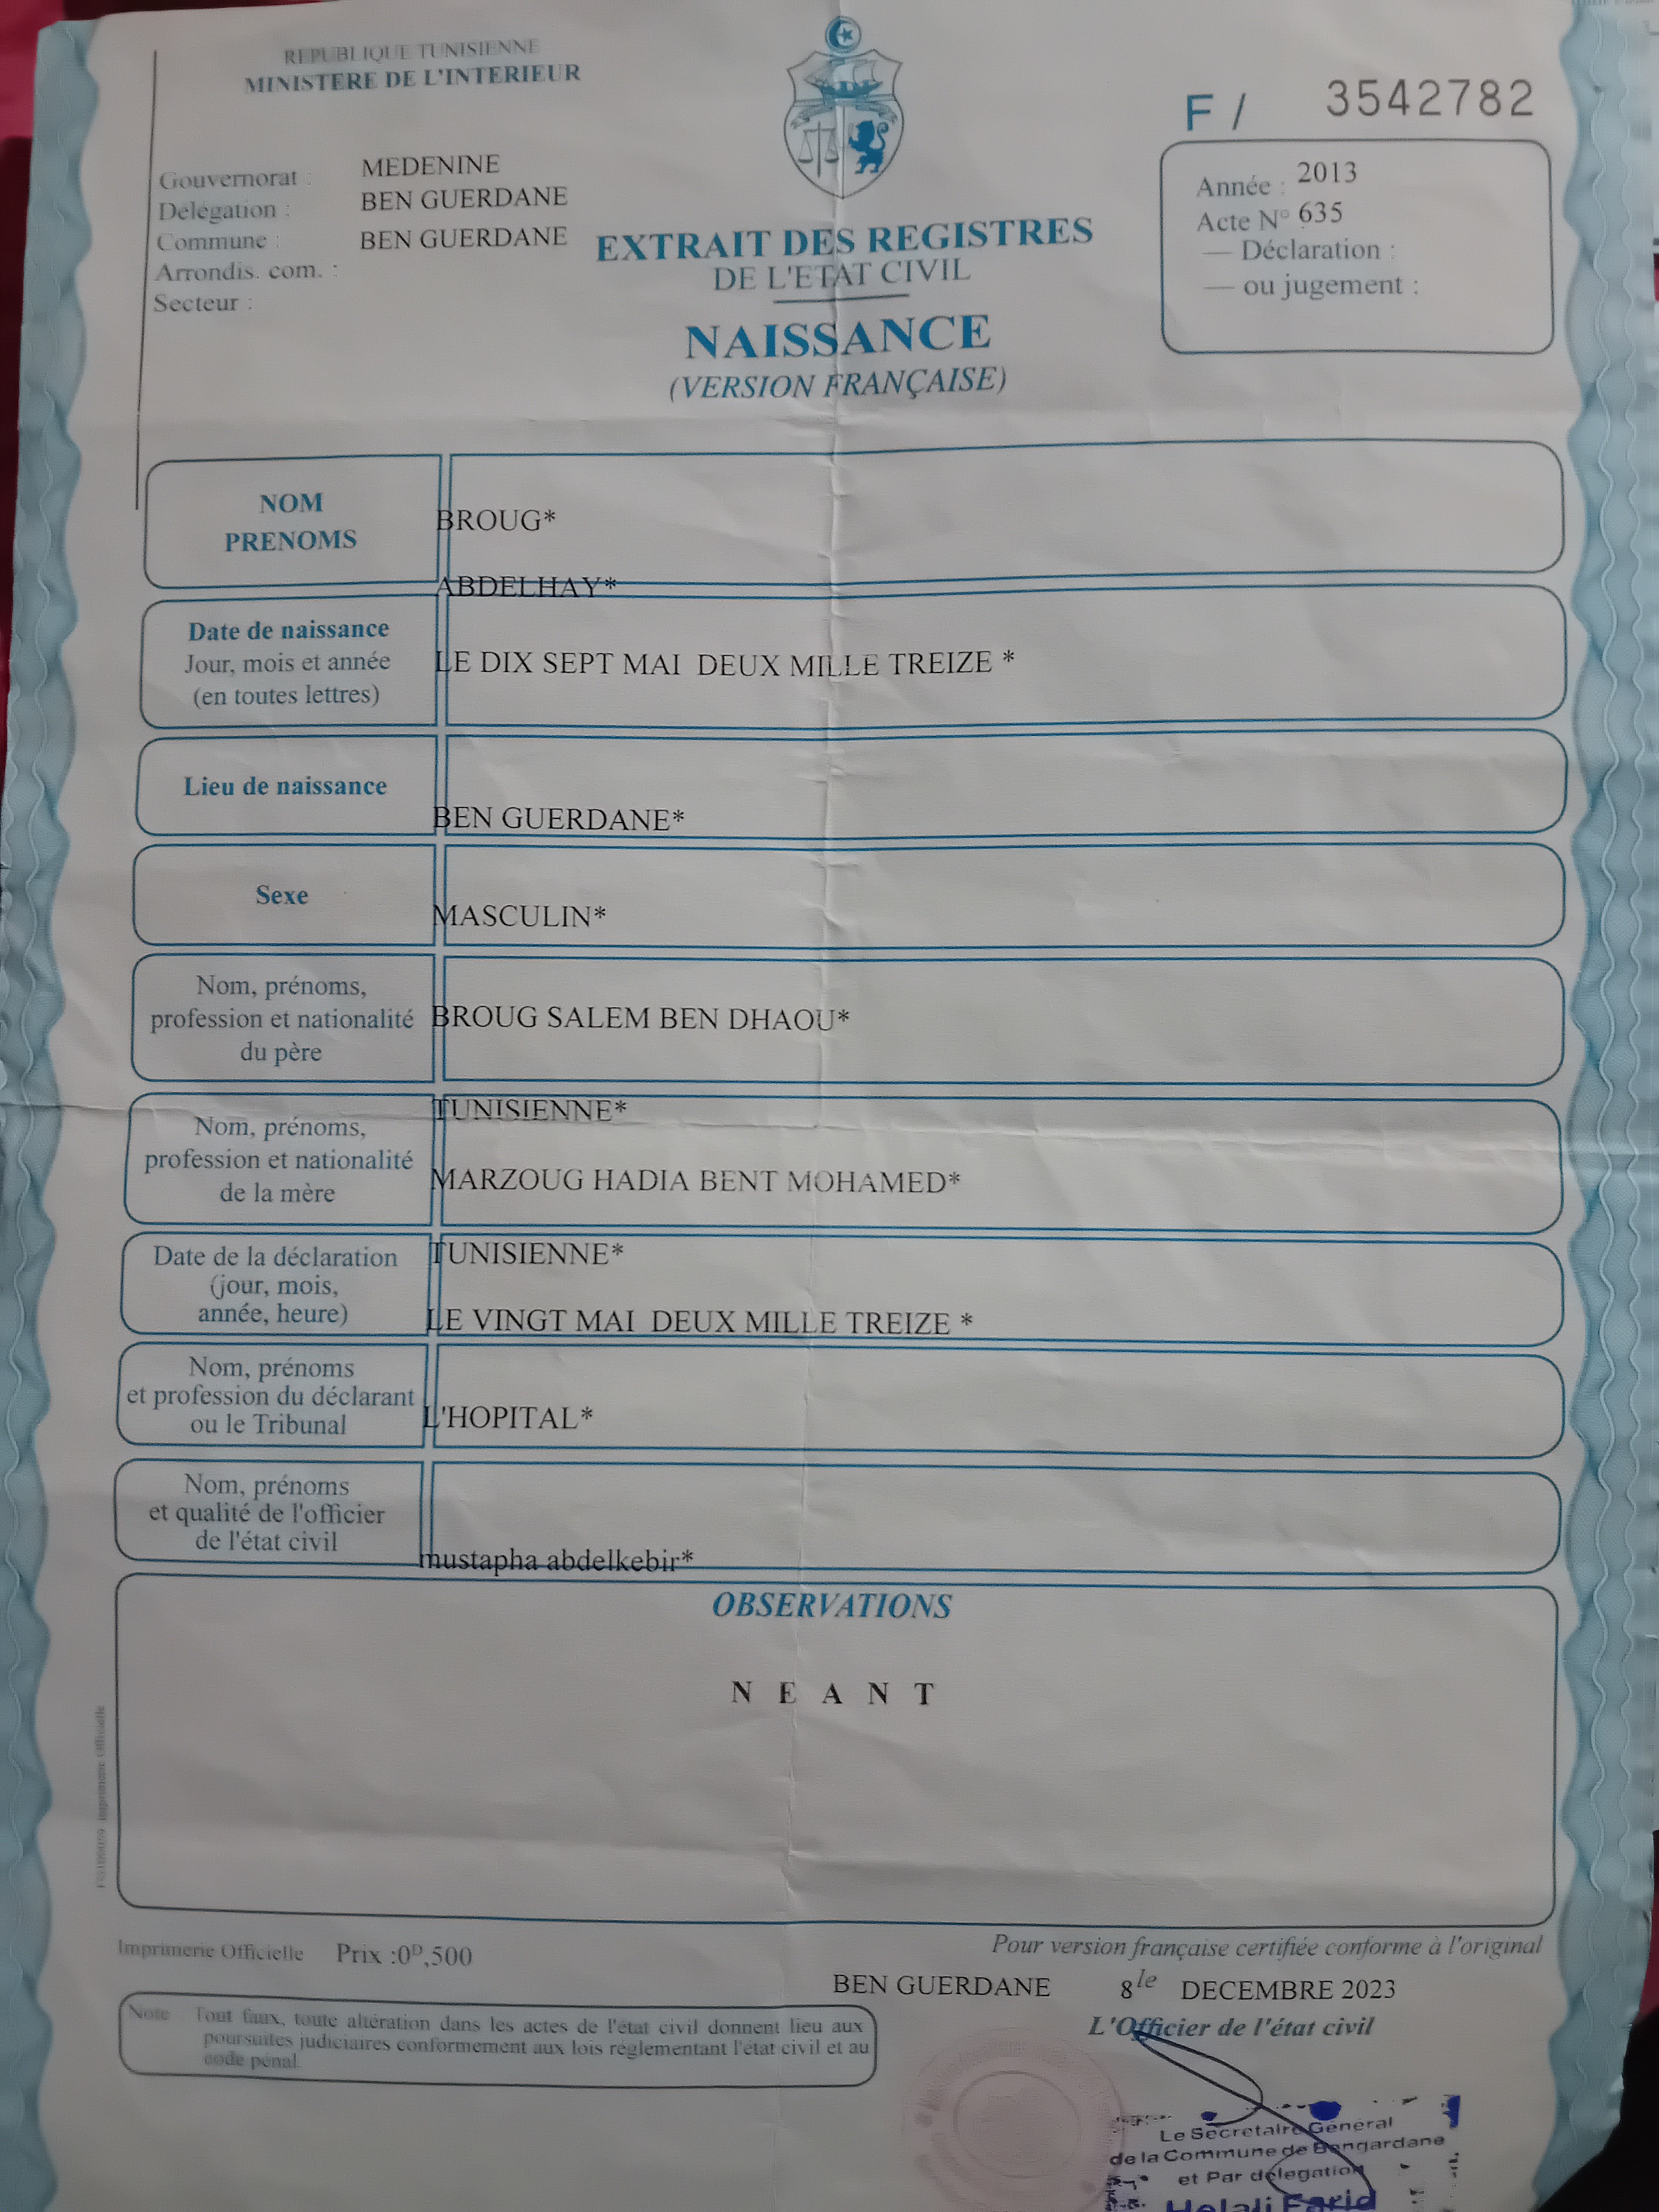 REPUBLIQUE TUNISIENNE
MINISTERE DE L'INTERIEUR
F / 3542782
Gouvernorat : MEDENINE
Délégation : BEN GUERDANE
Commune : BEN GUERDANE
Arrondis. com. :
Secteur :
EXTRAIT DES REGISTRES
DE L'ETAT CIVIL
NAISSANCE
(VERSION FRANÇAISE)
Année : 2013
Acte N° 635
— Déclaration :
— ou jugement :
NOM
PRENOMS
BROUG*
ABDELHAY*
Date de naissance
Jour, mois et année
(en toutes lettres)
LE DIX SEPT MAI DEUX MILLE TREIZE *
Lieu de naissance
BEN GUERDANE*
Sexe
MASCULIN*
Nom, prénoms,
profession et nationalité
du père
BROUG SALEM BEN DHAOU*
TUNISIENNE*
Nom, prénoms,
profession et nationalité
de la mère
MARZOUG HADIA BENT MOHAMED*
TUNISIENNE*
Date de la déclaration
(jour, mois,
année, heure)
LE VINGT MAI DEUX MILLE TREIZE *
Nom, prénoms
et profession du déclarant
ou le Tribunal
L'HOPITAL*
Nom, prénoms
et qualité de l'officier
de l'état civil
mustapha abdelkebir*
OBSERVATIONS
N E A N T
Imprimerie Officielle Prix :0ᴰ,500
Pour version française certifiée conforme à l'original
BEN GUERDANE 8 le DECEMBRE 2023
L'Officier de l'état civil
Note Tout faux, toute altération dans les actes de l'état civil donnent lieu aux
poursuites judiciaires conformement aux lois réglementant l'état civil et au
code pénal.
Le Secrétaire Général
de la Commune de Bengardane
et Par délegation
Helali Farid